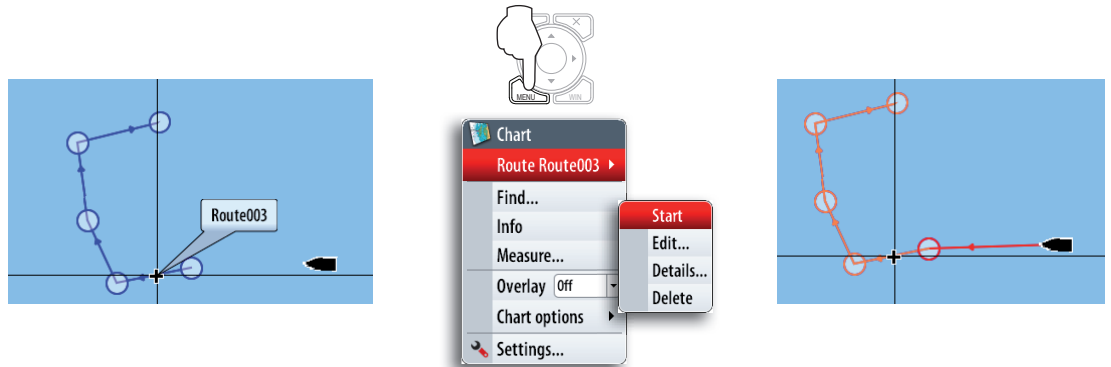 MENU
WIN
Route003
Chart
Route Route003
Find...
Info
Measure...
Overlay Off
Chart options
Settings...
Start
Edit...
Details...
Delete